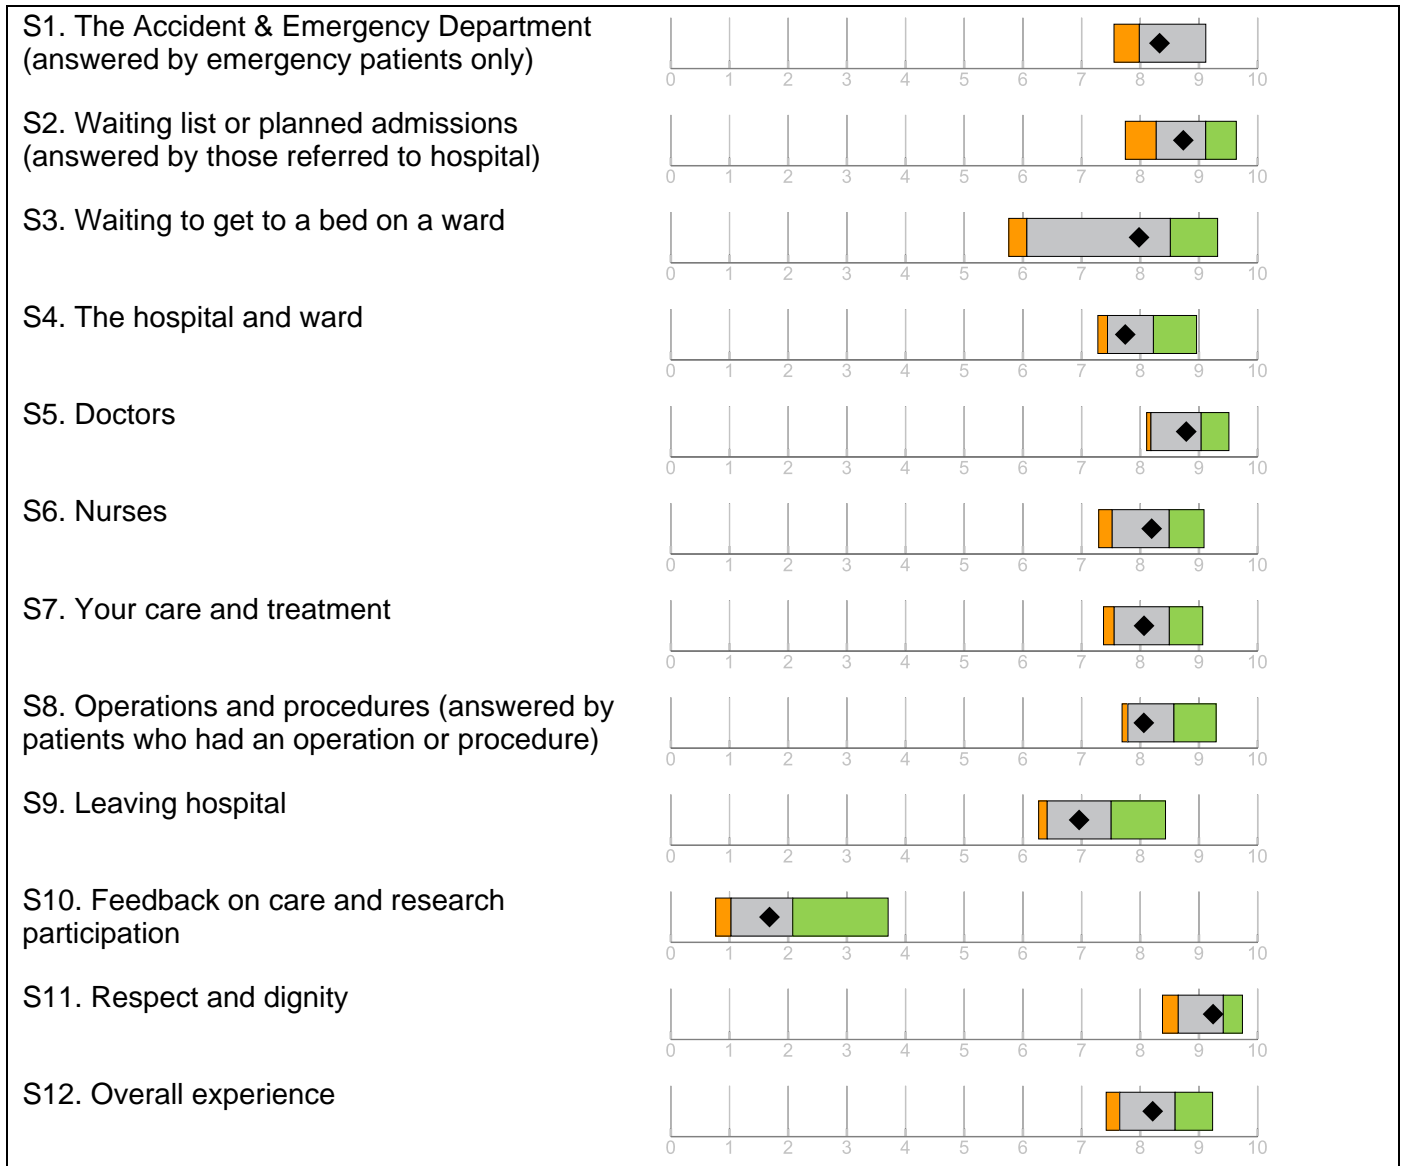 S1. The Accident & Emergency Department
(answered by emergency patients only)
0 1 2 3 4 5 6 7 8 9 10
S2. Waiting list or planned admissions
(answered by those referred to hospital)
0 1 2 3 4 5 6 7 8 9 10
S3. Waiting to get to a bed on a ward
0 1 2 3 4 5 6 7 8 9 10
S4. The hospital and ward
0 1 2 3 4 5 6 7 8 9 10
S5. Doctors
0 1 2 3 4 5 6 7 8 9 10
S6. Nurses
0 1 2 3 4 5 6 7 8 9 10
S7. Your care and treatment
0 1 2 3 4 5 6 7 8 9 10
S8. Operations and procedures (answered by
patients who had an operation or procedure)
0 1 2 3 4 5 6 7 8 9 10
S9. Leaving hospital
0 1 2 3 4 5 6 7 8 9 10
S10. Feedback on care and research
participation
0 1 2 3 4 5 6 7 8 9 10
S11. Respect and dignity
0 1 2 3 4 5 6 7 8 9 10
S12. Overall experience
0 1 2 3 4 5 6 7 8 9 10